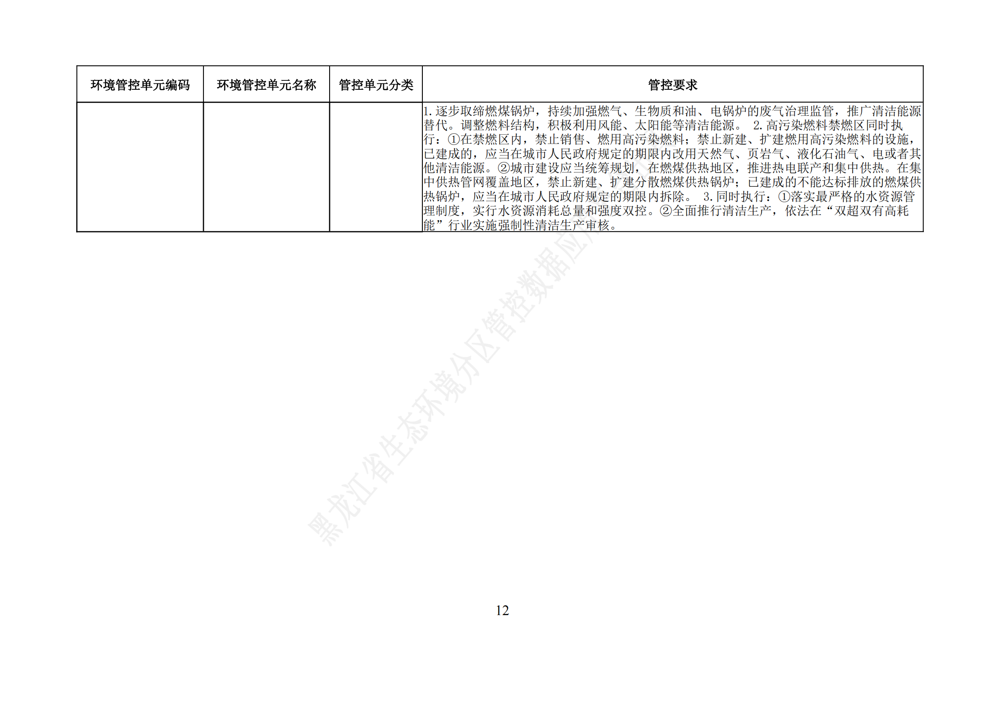 环境管控单元编码 环境管控单元名称 管控单元分类 管控要求
1.逐步取缔燃煤锅炉，持续加强燃气、生物质和油、电锅炉的废气治理监管，推广清洁能源
替代。调整燃料结构，积极利用风能、太阳能等清洁能源。 2.高污染燃料禁燃区同时执
行：①在禁燃区内，禁止销售、燃用高污染燃料；禁止新建、扩建燃用高污染燃料的设施，
已建成的，应当在城市人民政府规定的期限内改用天然气、页岩气、液化石油气、电或者其
他清洁能源。②城市建设应当统筹规划，在燃煤供热地区，推进热电联产和集中供热。在集
中供热管网覆盖地区，禁止新建、扩建分散燃煤供热锅炉；已建成的不能达标排放的燃煤供
热锅炉，应当在城市人民政府规定的期限内拆除。 3.同时执行：①落实最严格的水资源管
理制度，实行水资源消耗总量和强度双控。②全面推行清洁生产，依法在“双超双有高耗
能”行业实施强制性清洁生产审核。
黑龙江省生态环境分区管控数据应用
12